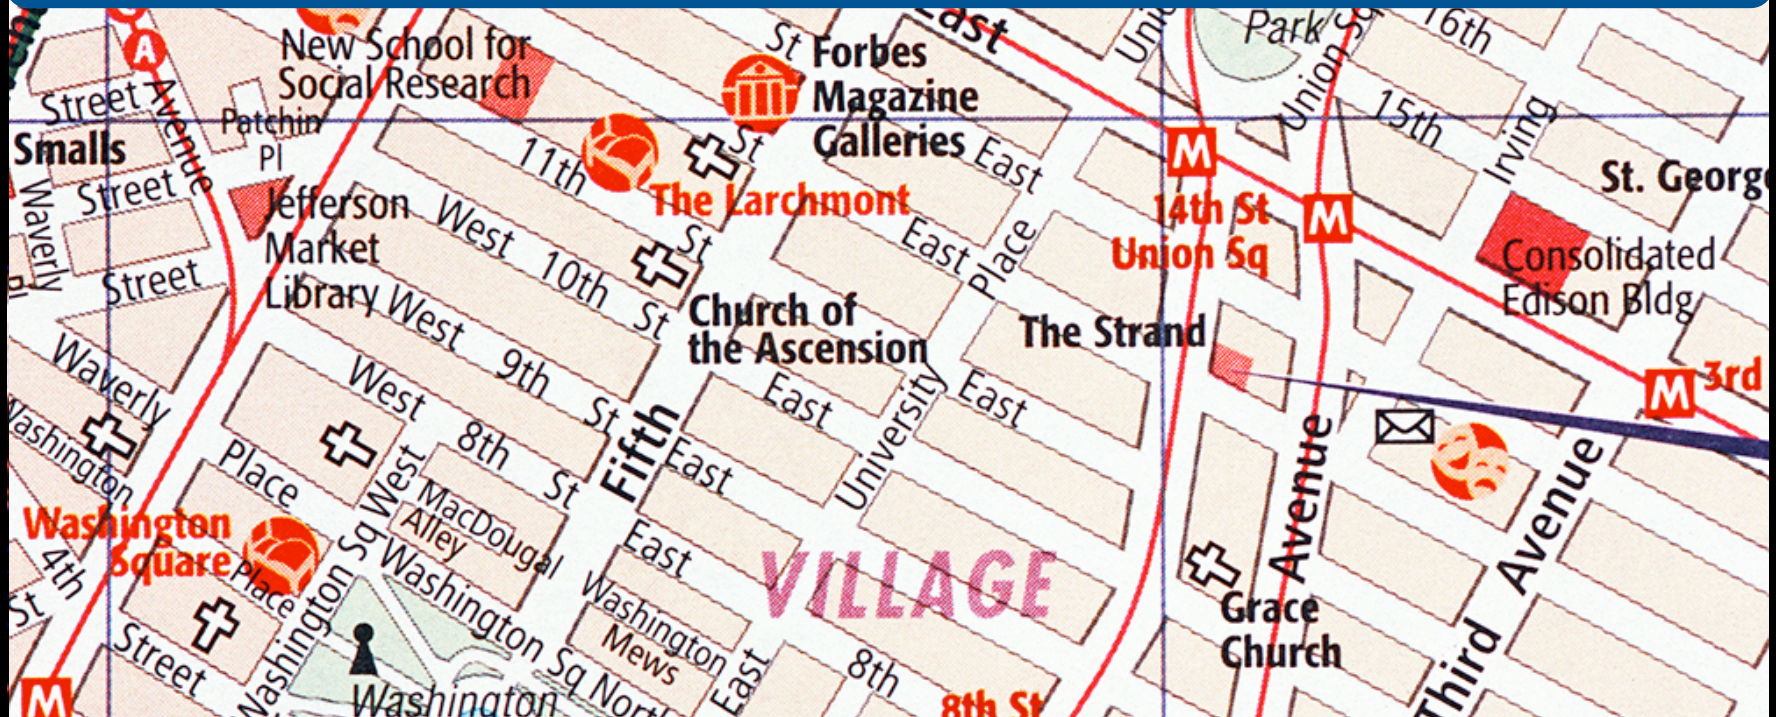 East
Park
Union Sq
16th
A
New School for
Social Research
St
Forbes
Magazine
Galleries
Street
Avenue
Patchin
Pl
15th
Irving
Smalls
11th
St
East
M
St. George
Street
Waverly
Pl
The Larchmont
Jefferson
Market
Library
West 10th St
St
East
Place
14th St
Union Sq
M
Consolidated
Edison Bldg
Street
Church of
the Ascension
The Strand
West 9th St
Waverly
West 8th St
East
University
East
M
3rd
Fifth
Avenue
Washington
Place
East
MacDougal
Alley
Washington Sq West
Third Avenue
Washington
Square
Place
4th
St
East
Washington Sq North
Washington
Mews
VILLAGE
Grace
Church
Street
East
8th
M
Washington
8th St